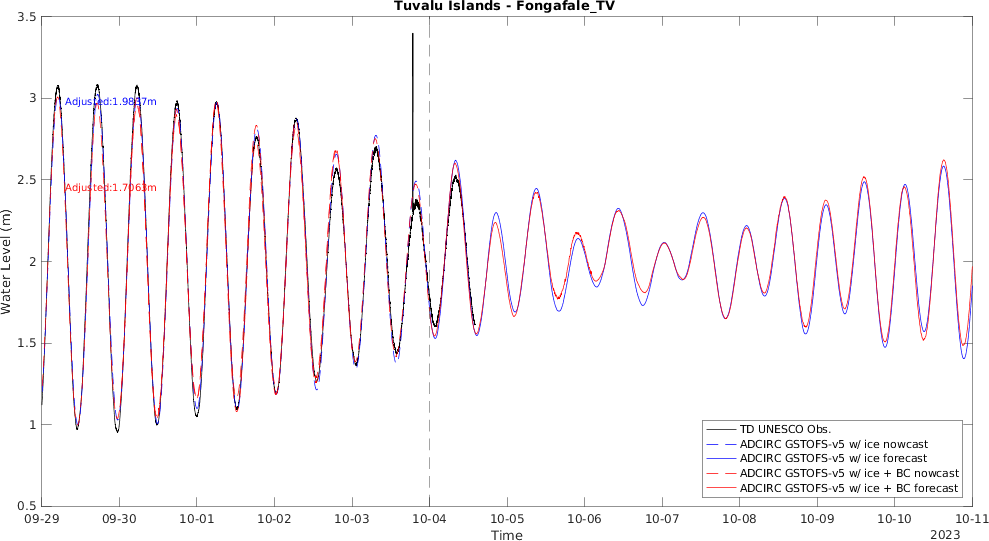 Tuvalu Islands - Fongafale_TV
3.5
3
2.5
2
1.5
1
0.5
Water Level (m)
Adjusted:1.9837m
Adjusted:1.7063m
TD UNESCO Obs.
ADCIRC GSTOFS-v5 w/ ice nowcast
ADCIRC GSTOFS-v5 w/ ice forecast
ADCIRC GSTOFS-v5 w/ ice + BC nowcast
ADCIRC GSTOFS-v5 w/ ice + BC forecast
09-29 09-30 10-01 10-02 10-03 10-04 10-05 10-06 10-07 10-08 10-09 10-10 10-11
Time
2023